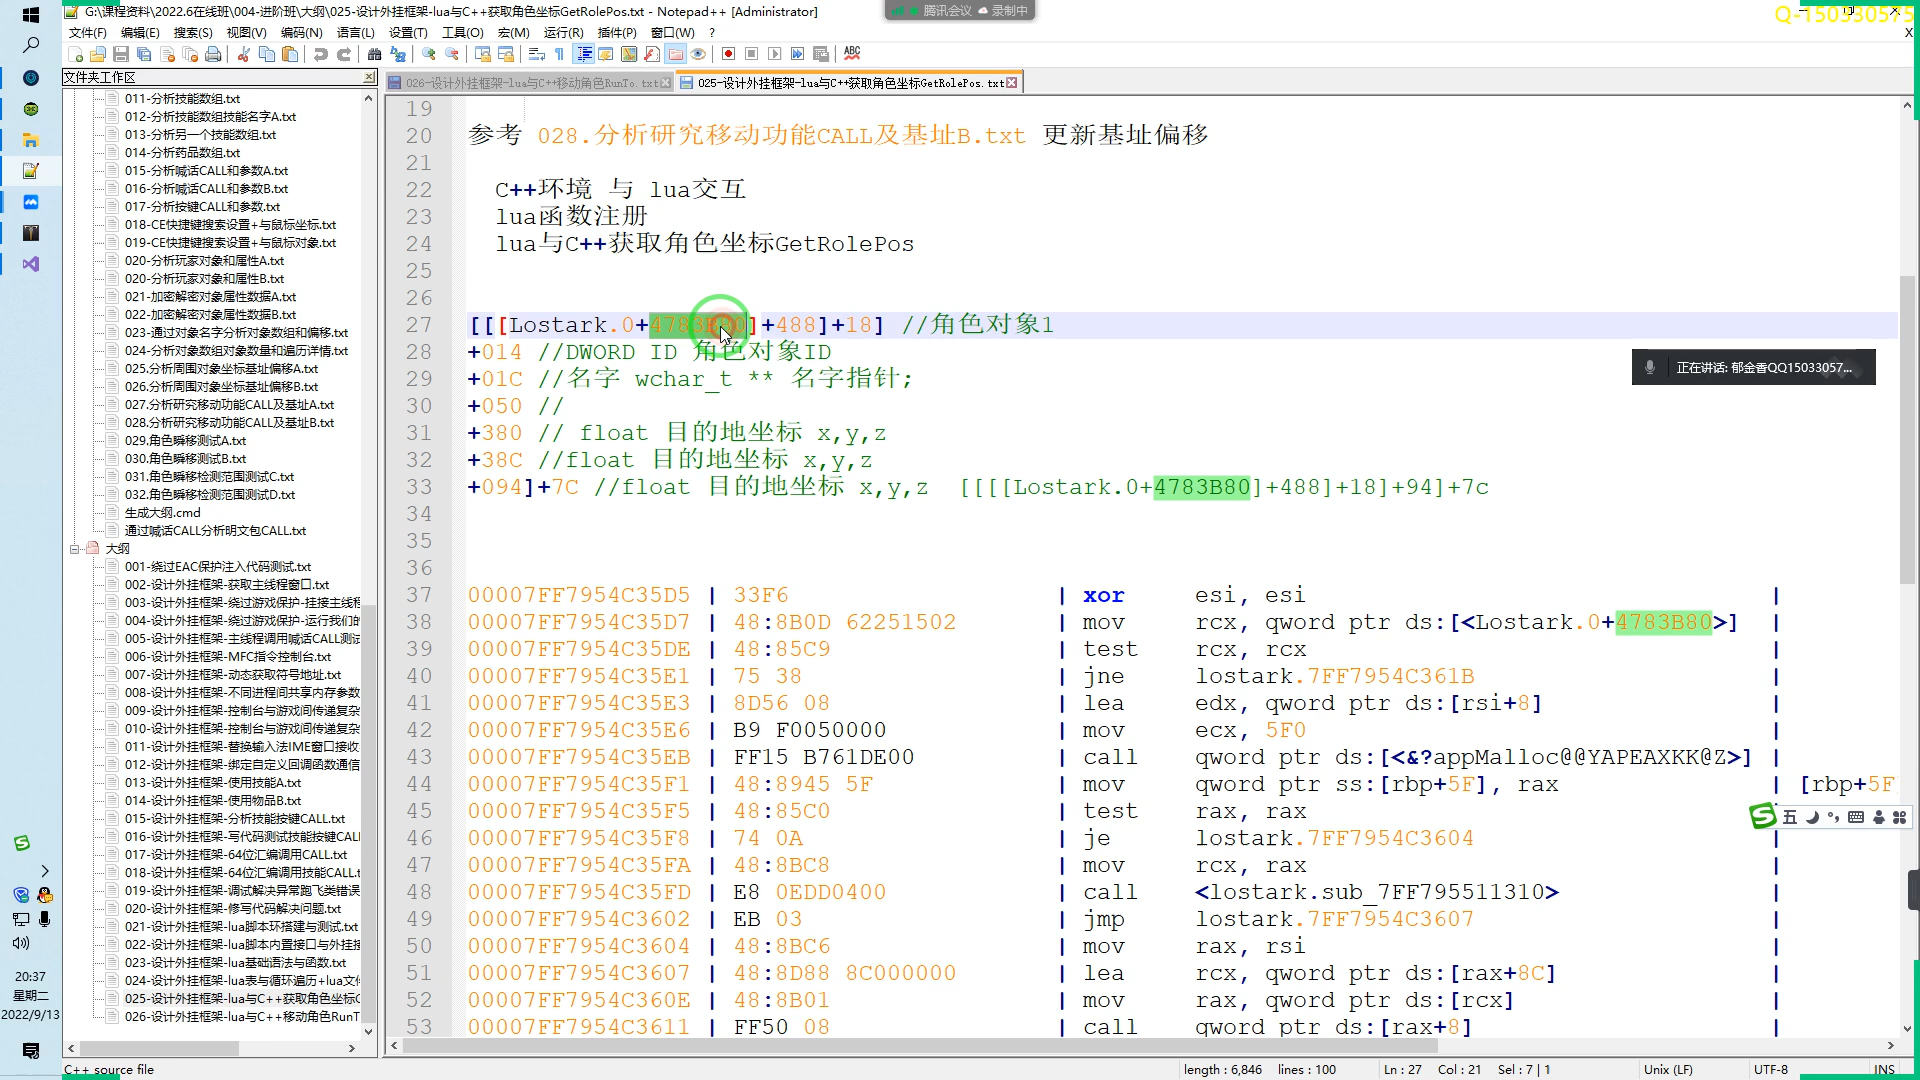 G:\课程资料\2022.6在线班\004-进阶班\大纲\025-设计外挂框架-lua与C++获取角色坐标GetRolePos.txt - Notepad++ [Administrator]
腾讯会议 录制中
Q-150330575
文件(F) 编辑(E) 搜索(S) 视图(V) 编码(N) 语言(L) 设置(T) 工具(O) 宏(M) 运行(R) 插件(P) 窗口(W) ? X
文件夹工作区
026-设计外挂框架-lua与C++移动角色RunTo.txt
025-设计外挂框架-lua与C++获取角色坐标GetRolePos.txt
011-分析技能数组.txt
012-分析技能数组技能名字A.txt
013-分析另一个技能数组.txt
014-分析药品数组.txt
015-分析喊话CALL和参数A.txt
016-分析喊话CALL和参数B.txt
017-分析按键CALL和参数.txt
018-CE快捷键搜索设置+与鼠标坐标.txt
019-CE快捷键搜索设置+与鼠标对象.txt
020-分析玩家对象和属性A.txt
020-分析玩家对象和属性B.txt
021-加密解密对象属性数据A.txt
022-加密解密对象属性数据B.txt
023-通过对象名字分析对象数组和偏移.txt
024-分析对象数组对象数量和遍历详情.txt
025.分析周围对象坐标基址偏移A.txt
026.分析周围对象坐标基址偏移B.txt
027.分析研究移动功能CALL及基址A.txt
028.分析研究移动功能CALL及基址B.txt
029.角色瞬移测试A.txt
030.角色瞬移测试B.txt
031.角色瞬移检测范围测试C.txt
032.角色瞬移检测范围测试D.txt
生成大纲.cmd
通过喊话CALL分析明文包CALL.txt
大纲
001-绕过EAC保护注入代码测试.txt
002-设计外挂框架-获取主线程窗口.txt
003-设计外挂框架-绕过游戏保护-挂接主线程
004-设计外挂框架-绕过游戏保护-运行我们的
005-设计外挂框架-主线程调用喊话CALL测试
006-设计外挂框架-MFC指令控制台.txt
007-设计外挂框架-动态获取符号地址.txt
008-设计外挂框架-不同进程间共享内存参数
009-设计外挂框架-控制台与游戏间传递复杂
010-设计外挂框架-控制台与游戏间传递复杂
011-设计外挂框架-替换输入法IME窗口接收
012-设计外挂框架-绑定自定义回调函数通信
013-设计外挂框架-使用技能A.txt
014-设计外挂框架-使用物品B.txt
015-设计外挂框架-分析技能按键CALL.txt
016-设计外挂框架-写代码测试技能按键CALL
017-设计外挂框架-64位汇编调用CALL.txt
018-设计外挂框架-64位汇编调用技能CALL.t
019-设计外挂框架-调试解决异常跑飞类错误
020-设计外挂框架-修写代码解决问题.txt
021-设计外挂框架-lua脚本环搭建与测试.txt
022-设计外挂框架-lua脚本内置接口与外挂接
023-设计外挂框架-lua基础语法与函数.txt
024-设计外挂框架-lua表与循环遍历+lua文件
025-设计外挂框架-lua与C++获取角色坐标G
026-设计外挂框架-lua与C++移动角色RunT
19
20 参考 028.分析研究移动功能CALL及基址B.txt 更新基址偏移
21
22 C++环境 与 lua交互
23 lua函数注册
24 lua与C++获取角色坐标GetRolePos
25
26
27 [[[Lostark.0+4783B80]+488]+18] //角色对象1
28 +014 //DWORD ID 角色对象ID
29 +01C //名字 wchar_t ** 名字指针;
30 +050 //
31 +380 // float 目的地坐标 x,y,z
32 +38C //float 目的地坐标 x,y,z
33 +094]+7C //float 目的地坐标 x,y,z [[[[Lostark.0+4783B80]+488]+18]+94]+7c
34
35
36
37 00007FF7954C35D5 | 33F6 | xor esi, esi |
38 00007FF7954C35D7 | 48:8B0D 62251502 | mov rcx, qword ptr ds:[<Lostark.0+4783B80>] |
39 00007FF7954C35DE | 48:85C9 | test rcx, rcx |
40 00007FF7954C35E1 | 75 38 | jne lostark.7FF7954C361B |
41 00007FF7954C35E3 | 8D56 08 | lea edx, qword ptr ds:[rsi+8] |
42 00007FF7954C35E6 | B9 F0050000 | mov ecx, 5F0 |
43 00007FF7954C35EB | FF15 B761DE00 | call qword ptr ds:[<&?appMalloc@@YAPEAXKK@Z>] |
44 00007FF7954C35F1 | 48:8945 5F | mov qword ptr ss:[rbp+5F], rax | [rbp+5F
45 00007FF7954C35F5 | 48:85C0 | test rax, rax |
46 00007FF7954C35F8 | 74 0A | je lostark.7FF7954C3604 |
47 00007FF7954C35FA | 48:8BC8 | mov rcx, rax |
48 00007FF7954C35FD | E8 0EDD0400 | call <lostark.sub_7FF795511310> |
49 00007FF7954C3602 | EB 03 | jmp lostark.7FF7954C3607 |
50 00007FF7954C3604 | 48:8BC6 | mov rax, rsi |
51 00007FF7954C3607 | 48:8D88 8C000000 | lea rcx, qword ptr ds:[rax+8C] |
52 00007FF7954C360E | 48:8B01 | mov rax, qword ptr ds:[rcx] |
53 00007FF7954C3611 | FF50 08 | call qword ptr ds:[rax+8] |
正在讲话: 郁金香QQ15033057...
五
20:37
星期二
2022/9/13
C++ source file length : 6,846 lines : 100 Ln : 27 Col : 21 Sel : 7 | 1 Unix (LF) UTF-8 INS